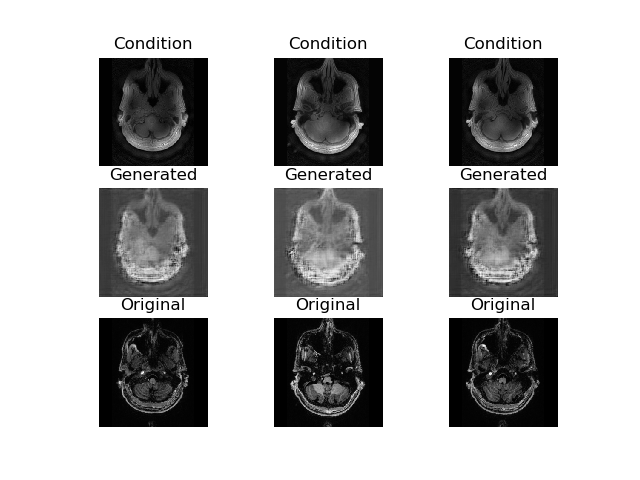 Condition Condition Condition
Generated Generated Generated
Original Original Original